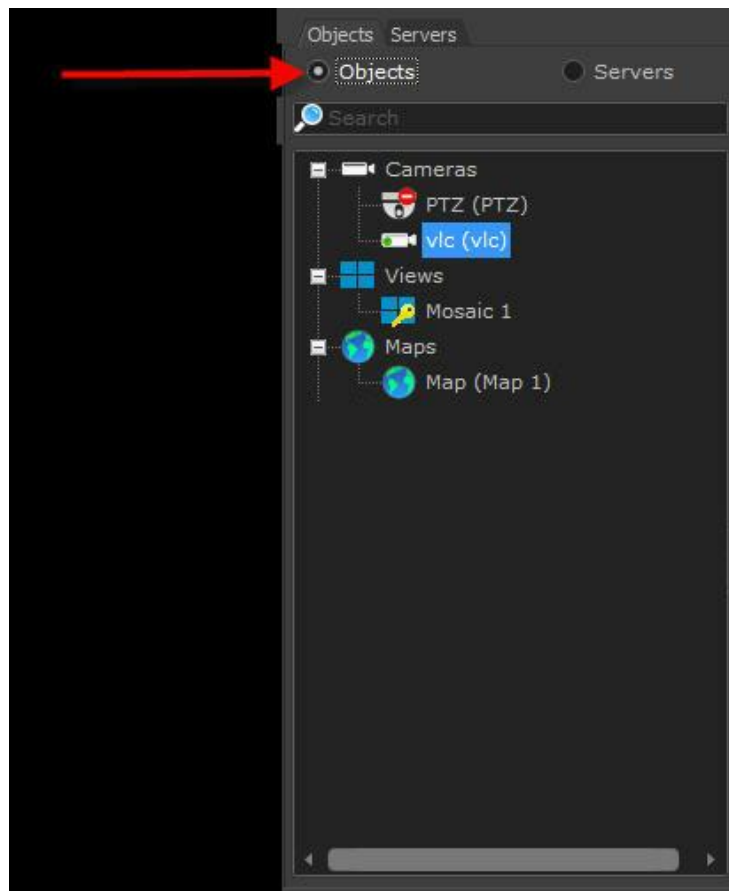 Objects Servers
Objects Servers
Search
Cameras
PTZ (PTZ)
vlc (vlc)
Views
Mosaic 1
Maps
Map (Map 1)